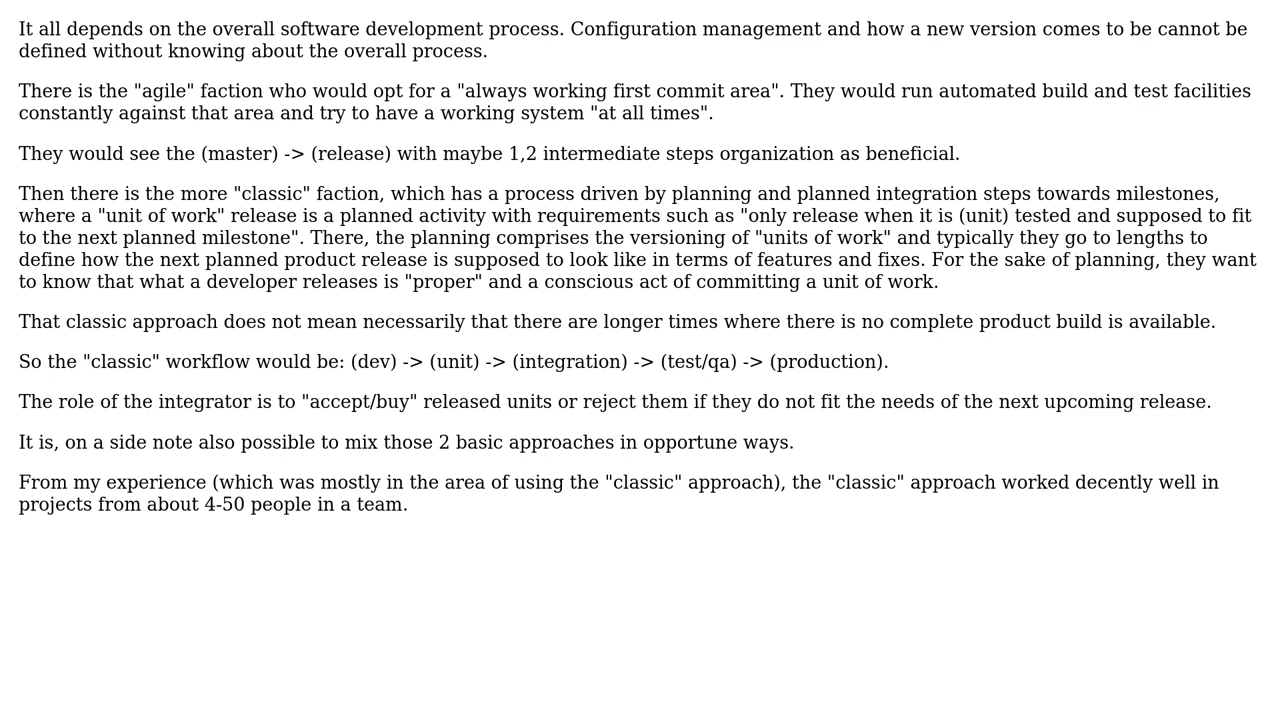 It all depends on the overall software development process. Configuration management and how a new version comes to be cannot be
defined without knowing about the overall process.
There is the "agile" faction who would opt for a "always working first commit area". They would run automated build and test facilities
constantly against that area and try to have a working system "at all times".
They would see the (master) -> (release) with maybe 1,2 intermediate steps organization as beneficial.
Then there is the more "classic" faction, which has a process driven by planning and planned integration steps towards milestones,
where a "unit of work" release is a planned activity with requirements such as "only release when it is (unit) tested and supposed to fit
to the next planned milestone". There, the planning comprises the versioning of "units of work" and typically they go to lengths to
define how the next planned product release is supposed to look like in terms of features and fixes. For the sake of planning, they want
to know that what a developer releases is "proper" and a conscious act of committing a unit of work.
That classic approach does not mean necessarily that there are longer times where there is no complete product build is available.
So the "classic" workflow would be: (dev) -> (unit) -> (integration) -> (test/qa) -> (production).
The role of the integrator is to "accept/buy" released units or reject them if they do not fit the needs of the next upcoming release.
It is, on a side note also possible to mix those 2 basic approaches in opportune ways.
From my experience (which was mostly in the area of using the "classic" approach), the "classic" approach worked decently well in
projects from about 4-50 people in a team.